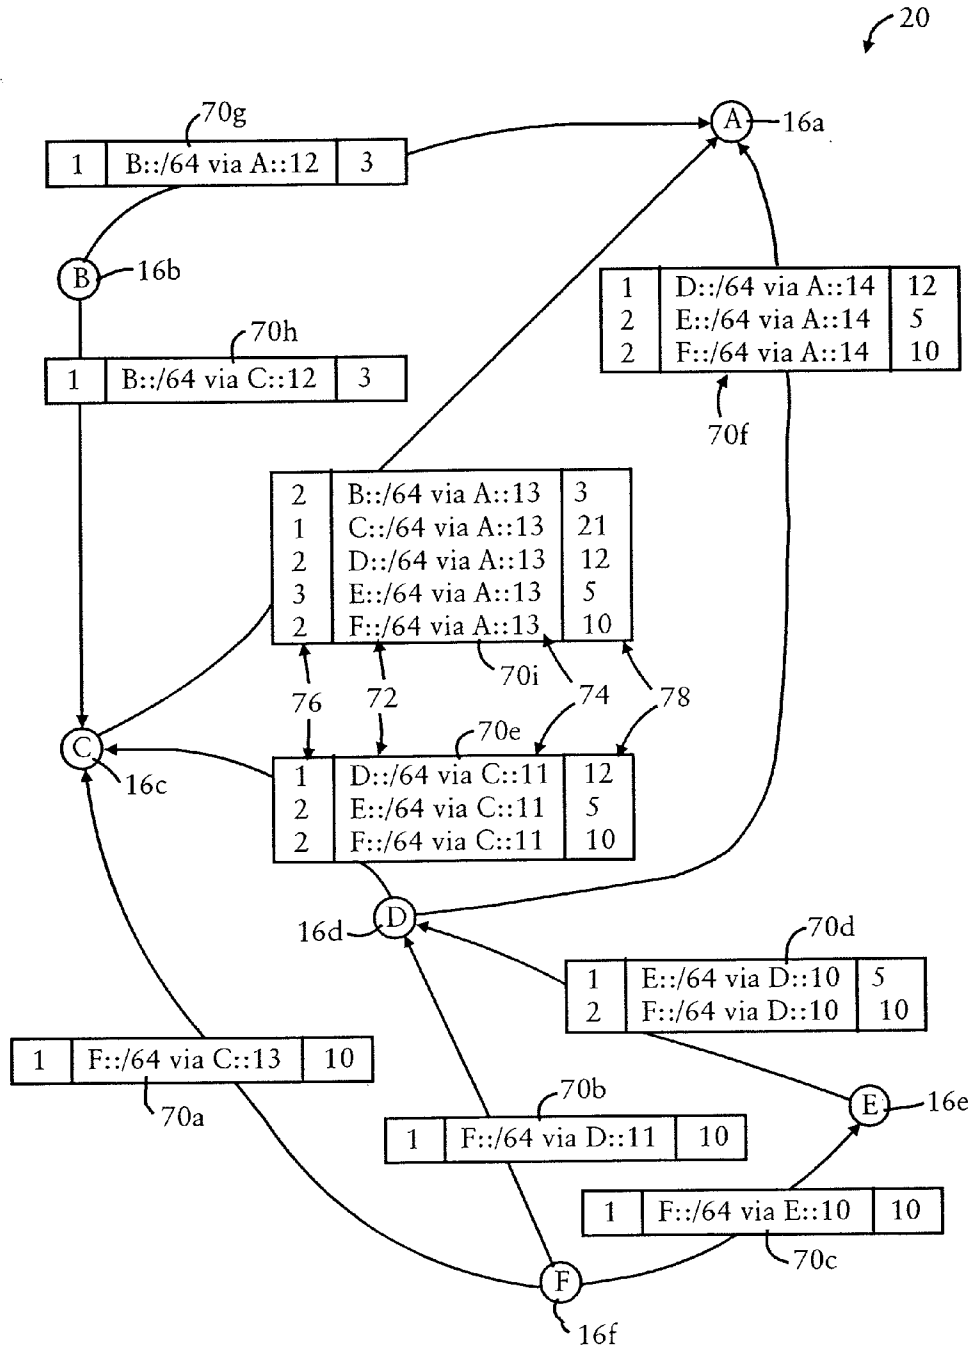 20
70g
A 16a
1 B::/64 via A::12 3
B 16b
1 D::/64 via A::14 12
2 E::/64 via A::14 5
2 F::/64 via A::14 10
70h
1 B::/64 via C::12 3
70f
2 B::/64 via A::13 3
1 C::/64 via A::13 21
2 D::/64 via A::13 12
3 E::/64 via A::13 5
2 F::/64 via A::13 10
70i
76 72 74 78
70e
C 16c
1 D::/64 via C::11 12
2 E::/64 via C::11 5
2 F::/64 via C::11 10
16d D
70d
1 E::/64 via D::10 5
2 F::/64 via D::10 10
1 F::/64 via C::13 10
70a
70b
E 16e
1 F::/64 via D::11 10
1 F::/64 via E::10 10
70c
F
16f